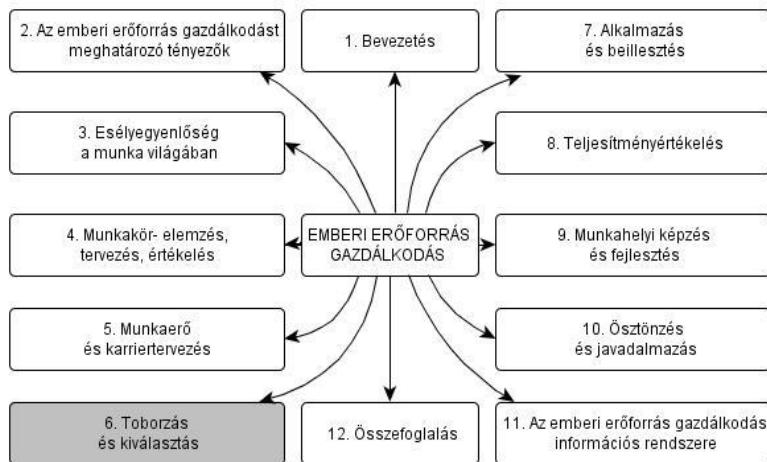 2. Az emberi erőforrás gazdálkodást
meghatározó tényezők
1. Bevezetés
7. Alkalmazás
és beillesztés
3. Esélyegyenlőség
a munka világában
8. Teljesítményértékelés
4. Munkakör- elemzés,
tervezés, értékelés
EMBERI ERŐFORRÁS
GAZDÁLKODÁS
9. Munkahelyi képzés
és fejlesztés
5. Munkaerő
és karriertervezés
10. Ösztönzés
és javadalmazás
6. Toborzás
és kiválasztás
12. Összefoglalás
11. Az emberi erőforrás gazdálkodás
információs rendszere